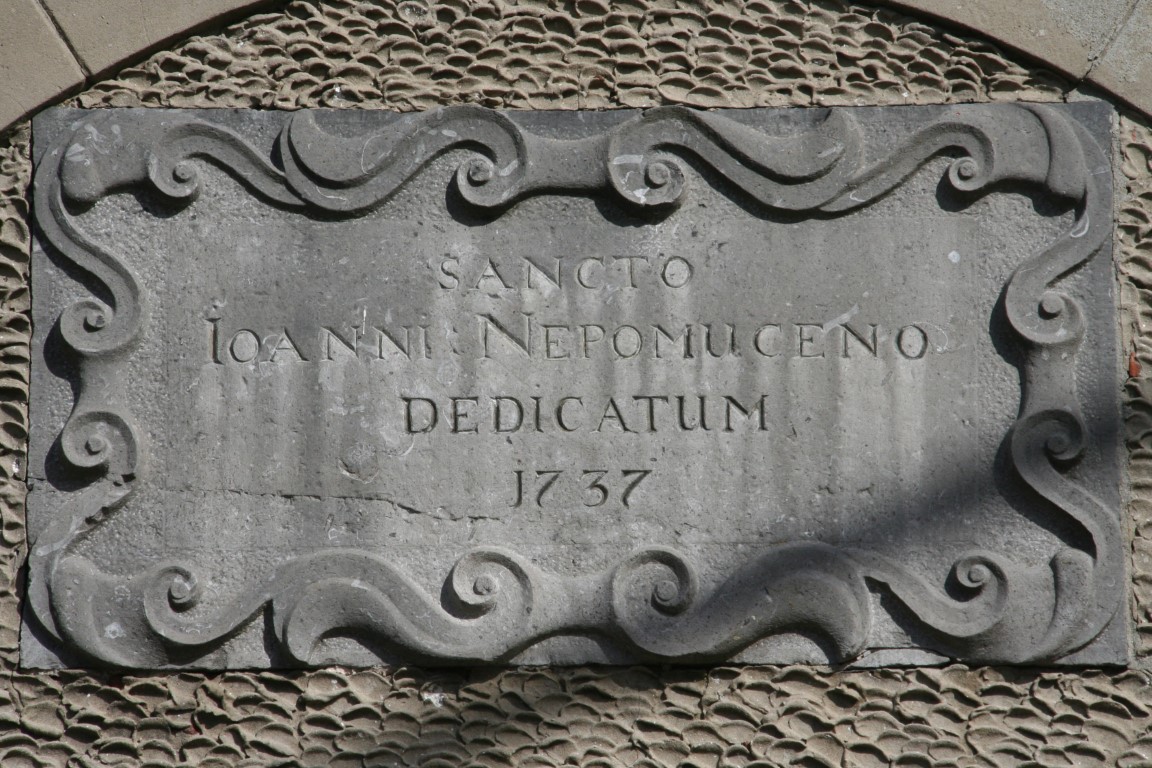 SANCTO
IOANNI NEPOMUCENO
DEDICATUM
1737